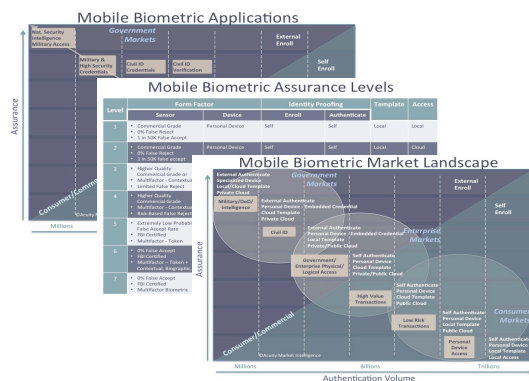 Mobile Biometric Applications
Nat. Security
Intelligence
Military Access
Government
Markets
External
Enroll
Military &
High Security
Credentials
Civil ID
Credentials
Civil ID
Verification
Self
Enroll
Assurance
Consumer/Comme
Millions
Mobile Biometric Assurance Levels
Level
Form Factor
Identity Proofing
Template
Access
Sensor
Device
Enroll
Authenticate
1
• Commercial Grade
• 0% False Reject
• 1 in 50K False Accept
Personal Device
Self
Self
Local
Local
2
• Commercial Grade
• 0% False Reject
• 1 in 50K false accept
Personal Device
Self
Self
Local
Cloud
3
• Higher Quality
Commercial Grade or
• Multifactor - Contextua
• Limited False Reject
4
• Higher Quality
Commercial Grade
• Multifactor - Contextua
• Risk-Based False Reject
5
• Extremely Low Probab
False Accept Rate
• FBI Certified
• Multifactor - Token
6
• 0% False Accept
• FBI Certified
• Multifactor – Token +
Contextual, Biographi
7
• 0% False Accept
• FBI Certified
• Multifactor Biometric
Mobile Biometric Market Landscape
External Authenticate
Specialized Device
Local/Cloud Template
Private Cloud
Government
Markets
External
Enroll
Military/DoD/
Intelligence
External Authenticate
Personal Device - Embedded Credential
Cloud Template
Private Cloud
Self
Enroll
Civil ID
External Authenticate
Personal Device - Embedded Credential
Local Template
Private/Public Cloud
Enterprise
Markets
Government/
Enterprise Physical/
Logical Access
Self Authenticate
Personal Device
Cloud Template
Private/Public Cloud
High Value
Transactions
Self Authenticate
Personal Device
Cloud Template
Public Cloud
Consumer
Markets
Low Risk
Transactions
Self Authenticate
Personal Device
Local Template
Public Cloud
Personal
Device
Access
Self Authenticate
Personal Device
Local Template
Local Access
Assurance
Consumer/Commercial
©Acuity Market Intelligence
Millions
Billions
Trillions
Authentication Volume